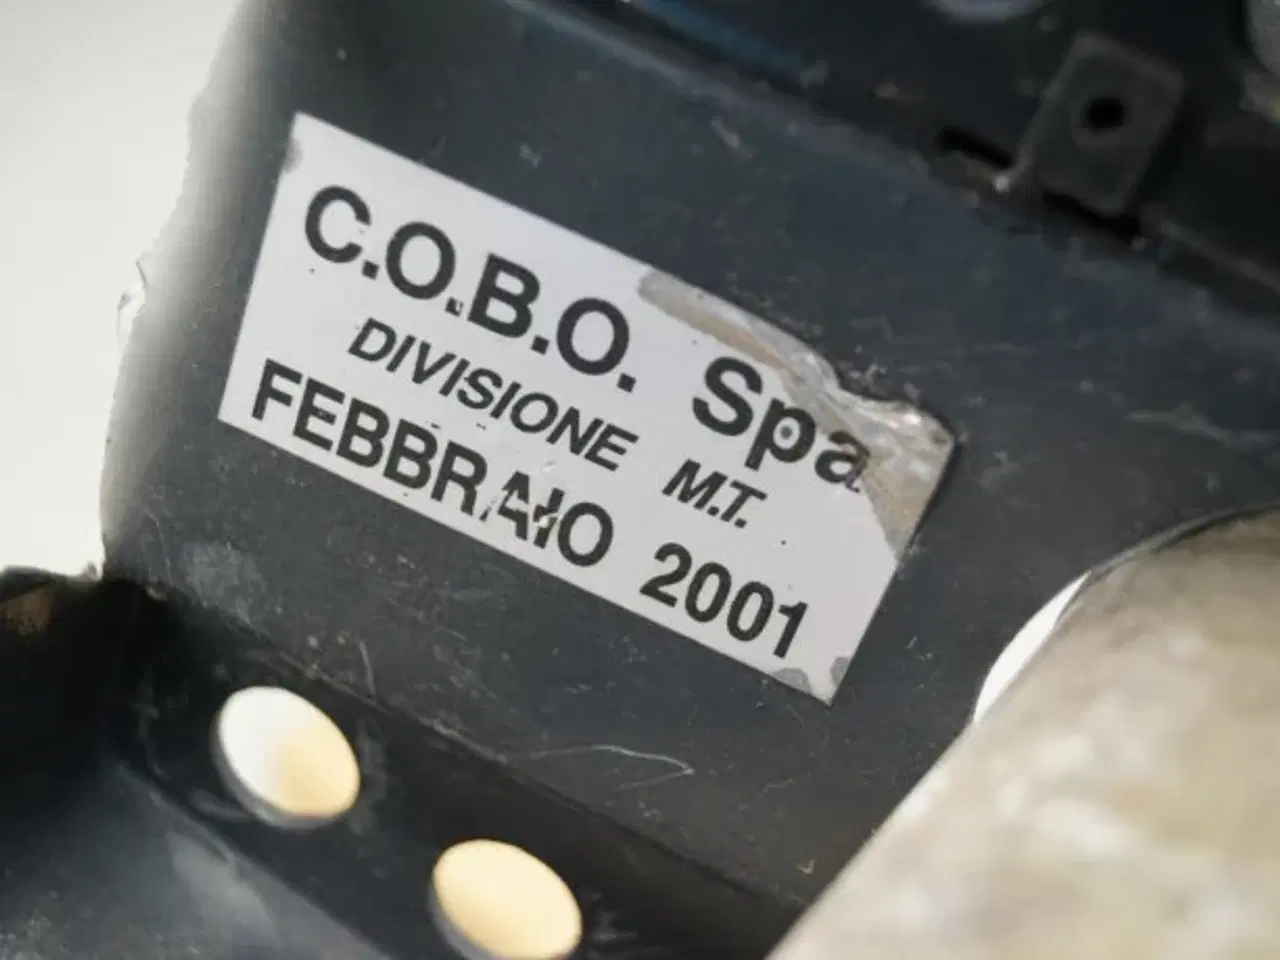 C.O.B.O. Spa
DIVISIONE M.T.
FEBBRAIO 2001